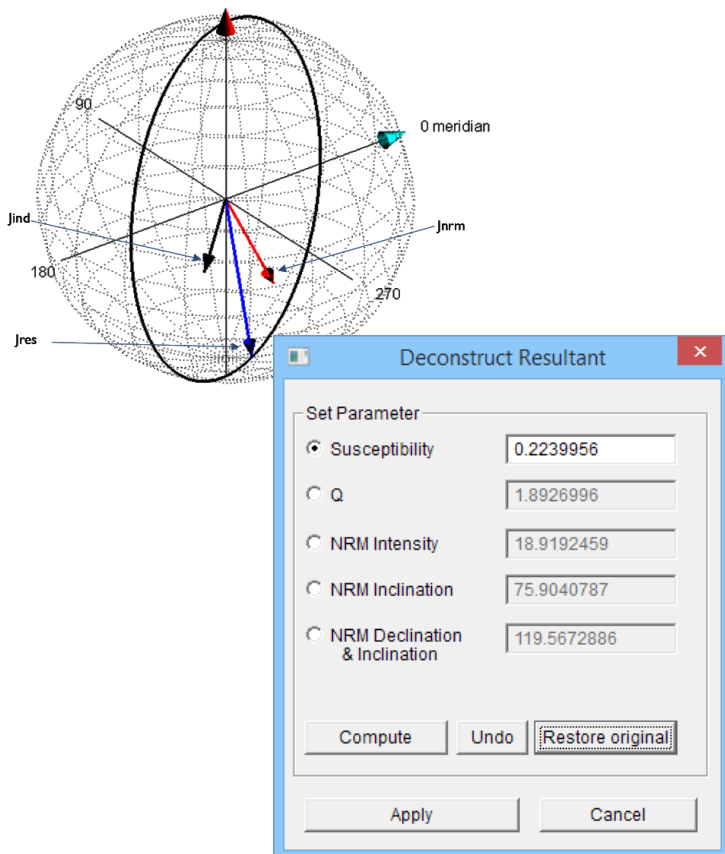 90
0 meridian
Jind
Jnrm
180
270
Jres
Deconstruct Resultant
Set Parameter
Susceptibility 0.2239956
Q 1.8926996
NRM Intensity 18.9192459
NRM Inclination 75.9040787
NRM Declination 119.5672886
& Inclination
Compute Undo Restore original
Apply Cancel